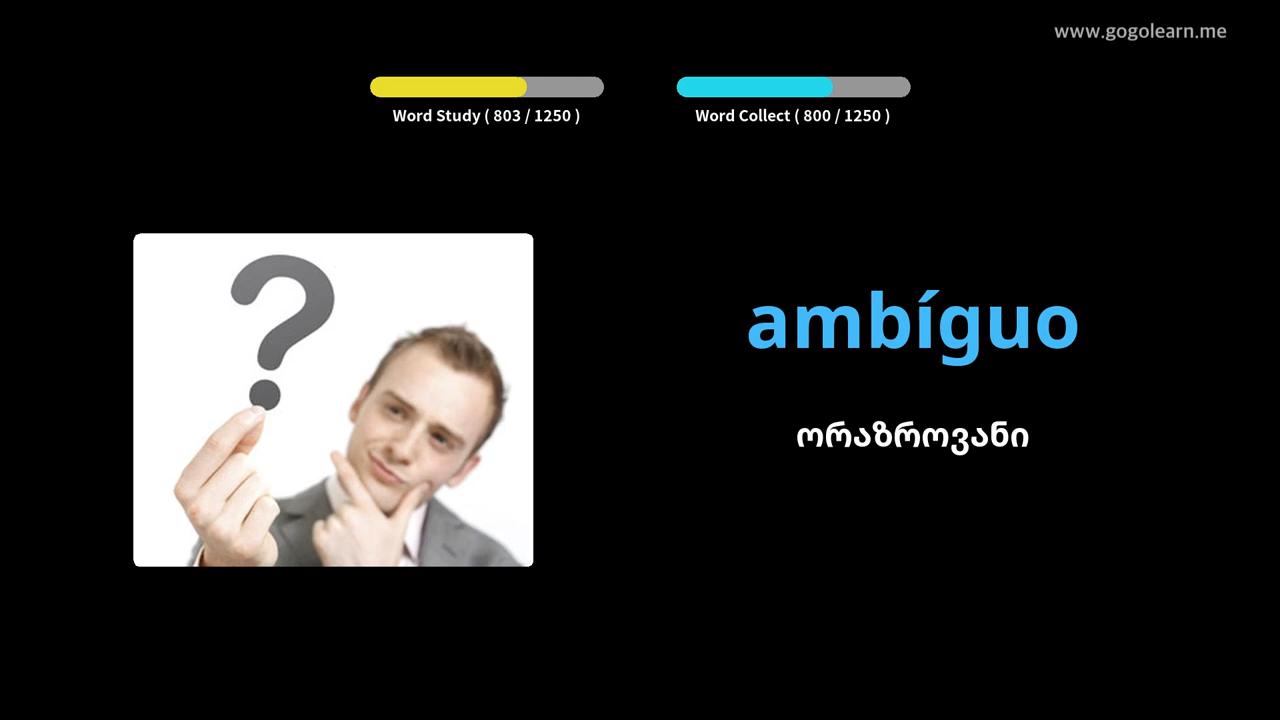 www.gogolearn.me
Word Study ( 803 / 1250 )
Word Collect ( 800 / 1250 )
?
ambíguo
ორაზროვანი